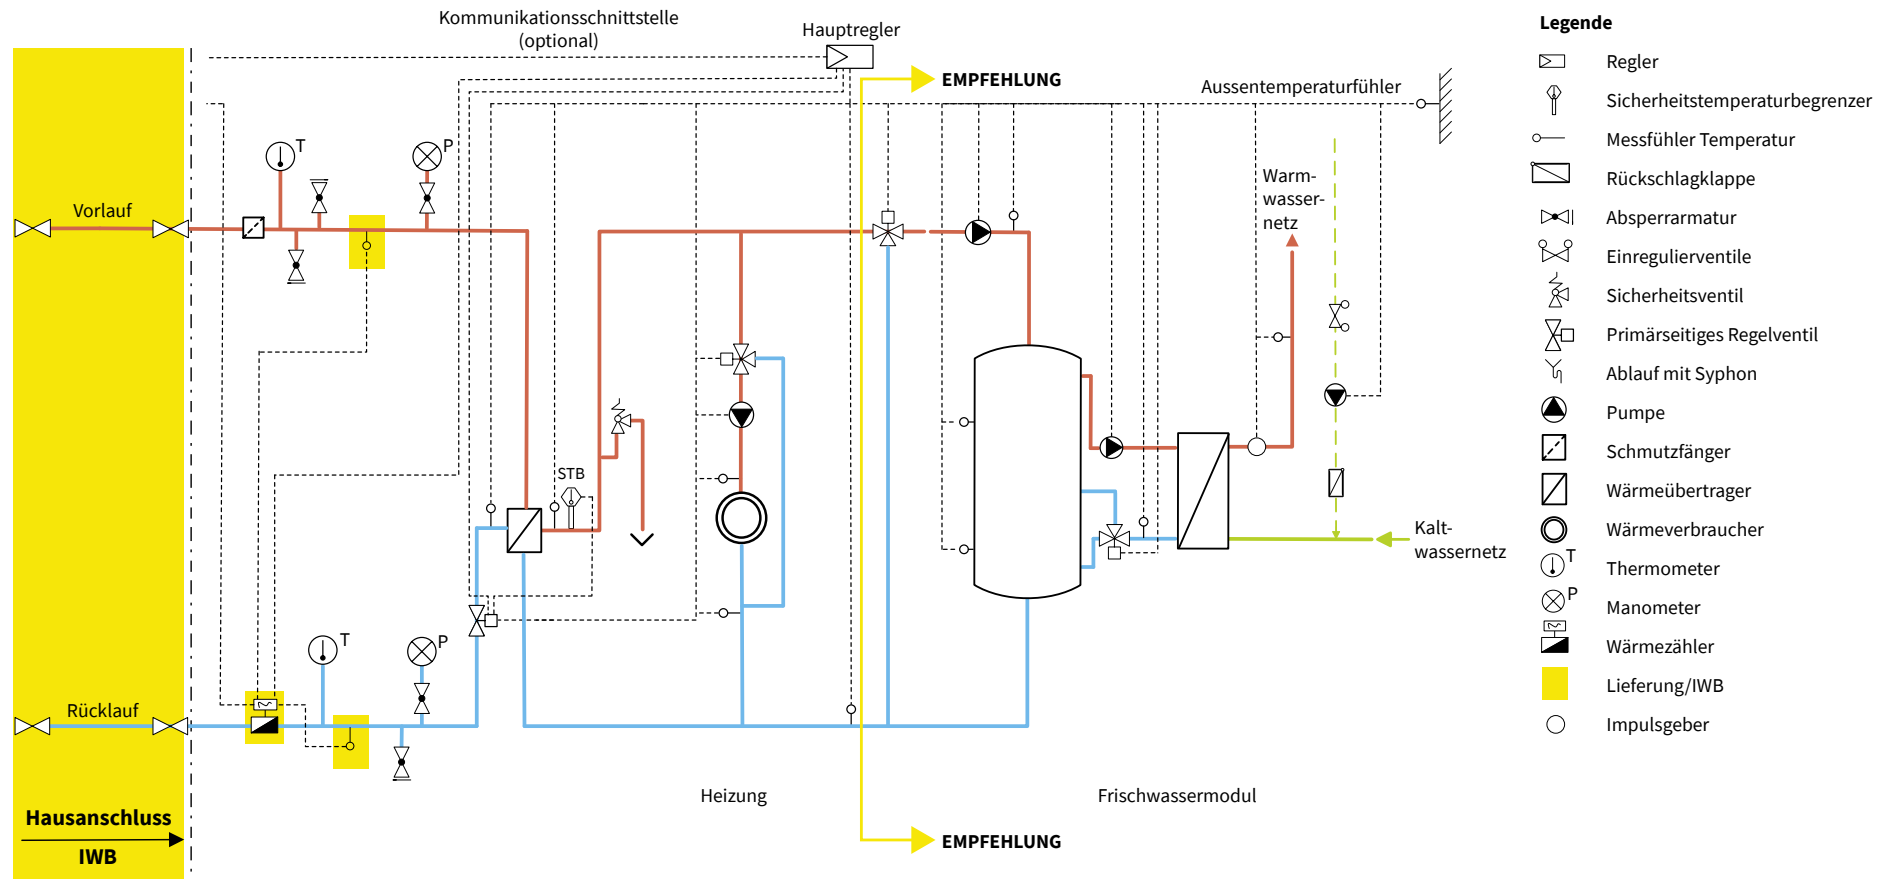 Kommunikationsschnittstelle
(optional)
Hauptregler
EMPFEHLUNG
Aussentemperaturfühler
T
P
Vorlauf
Warm-
wasser-
netz
STB
Kalt-
wassernetz
T
P
Rücklauf
Heizung
Frischwassermodul
Hausanschluss
IWB
EMPFEHLUNG
Legende
Regler
Sicherheitstemperaturbegrenzer
Messfühler Temperatur
Rückschlagklappe
Absperrarmatur
Einregulierventile
Sicherheitsventil
Primärseitiges Regelventil
Ablauf mit Syphon
Pumpe
Schmutzfänger
Wärmeübertrager
Wärmeverbraucher
T
Thermometer
P
Manometer
Wärmezähler
Lieferung/IWB
Impulsgeber